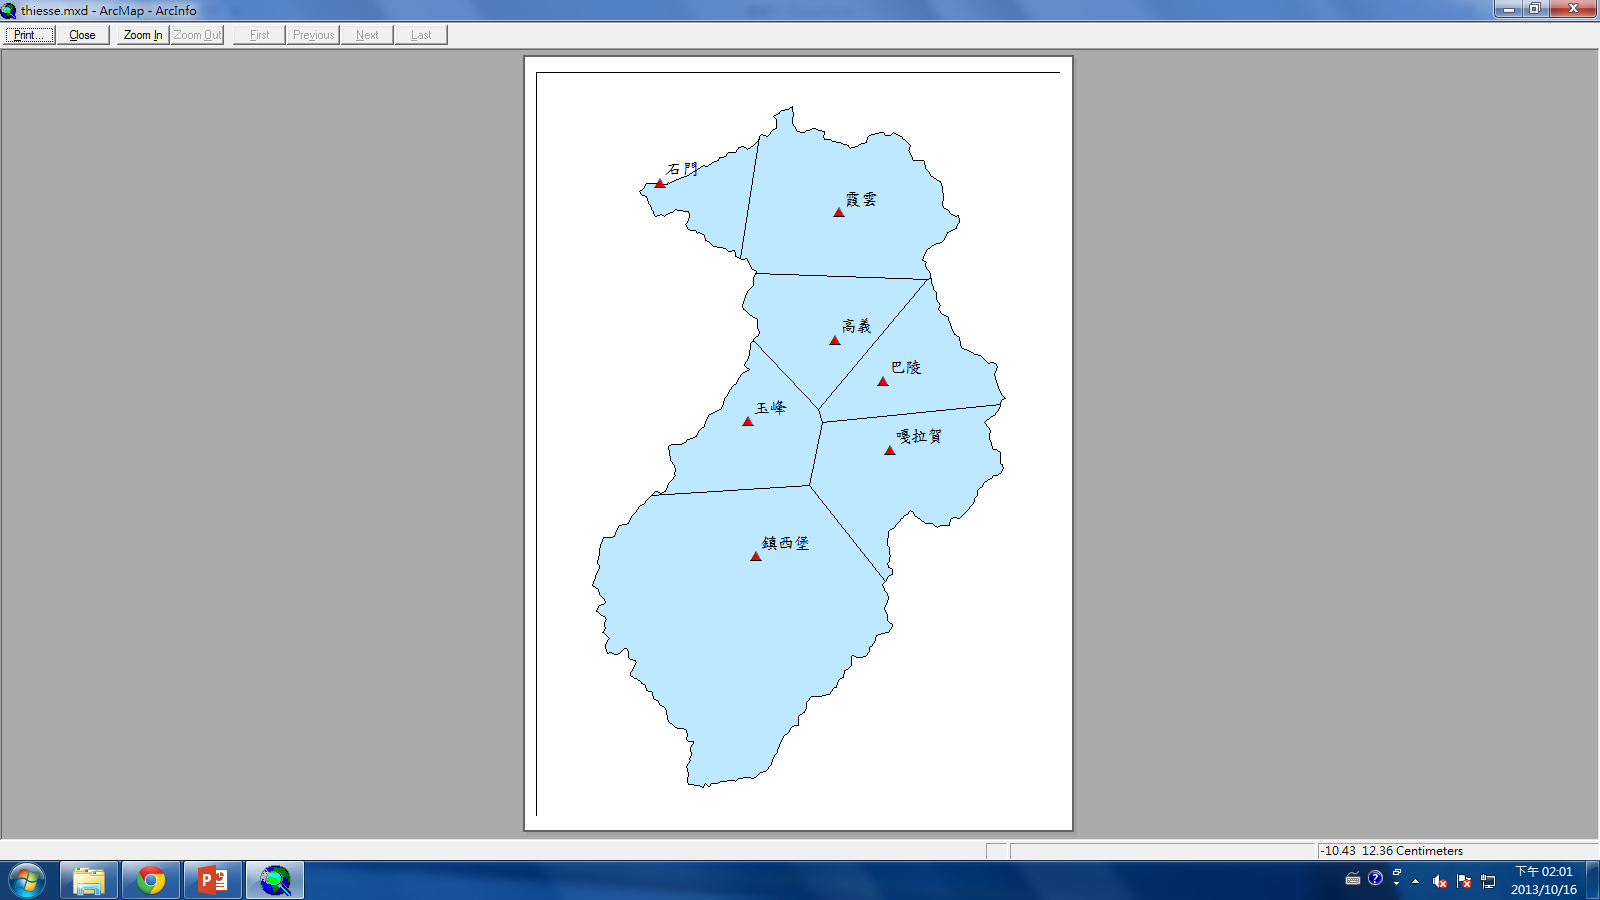 thiesse.mxd - ArcMap - ArcInfo
Print... Close Zoom In Zoom Out First Previous Next Last
石門
霞雲
高義
巴陵
玉峰
嘎拉賀
鎮西堡
-10.43 12.36 Centimeters
下午 02:01
2013/10/16